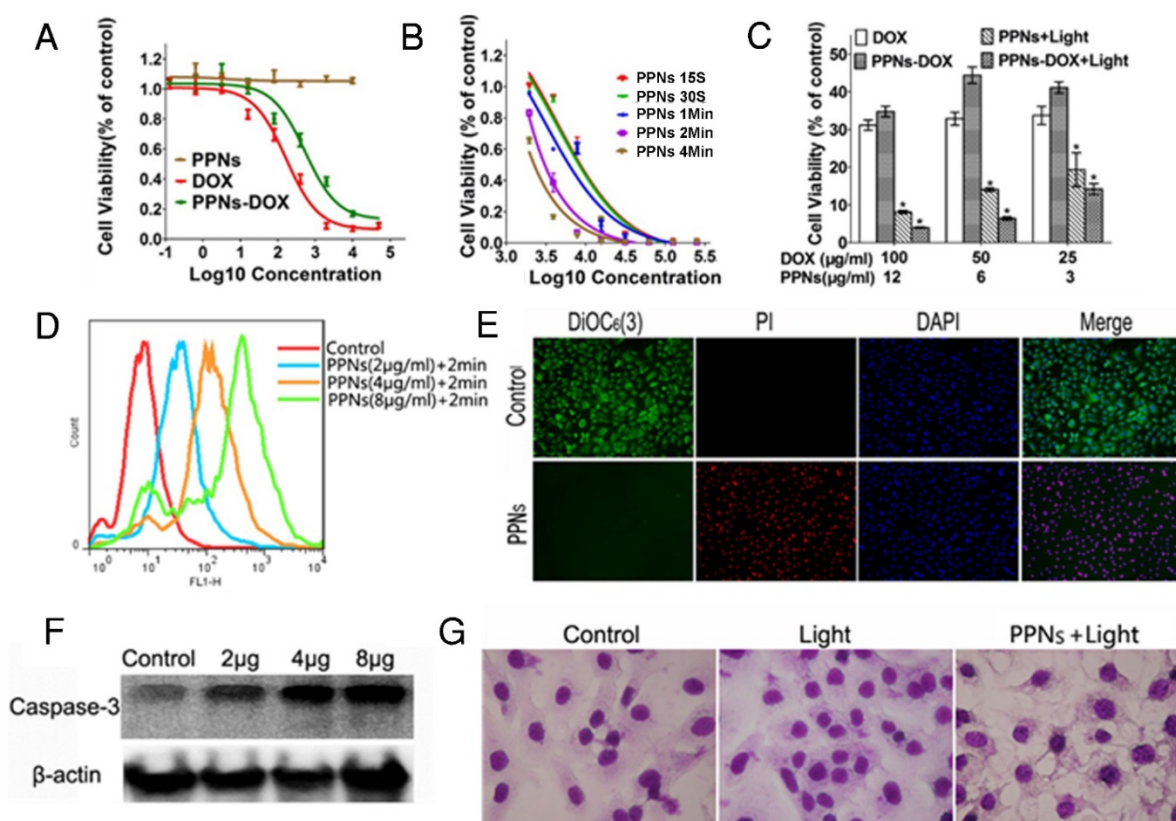 A
Cell Viability(% of control)
1.2
1.0
0.8
0.6
0.4
0.2
0.0
PPNs
DOX
PPNs-DOX
-1 0 1 2 3 4 5
Log10 Concentration
B
Cell Viability (% of control)
1.2
1.0
0.8
0.6
0.4
0.2
0.0
PPNs 15S
PPNs 30S
PPNs 1Min
PPNs 2Min
PPNs 4Min
3.0 3.5 4.0 4.5 5.0 5.5
Log10 Concentration
C
Cell Viability (% of control)
60
50
40
30
20
10
0
DOX
PPNs+Light
PPNs-DOX
PPNs-DOX+Light
* * * * * *
DOX (µg/ml) 100 50 25
PPNs(µg/ml) 12 6 3
D
Count
0
Control
PPNs(2µg/ml)+2min
PPNs(4µg/ml)+2min
PPNs(8µg/ml)+2min
10⁰ 10¹ 10² 10³ 10⁴
FL1-H
E
DiOC₆(3) PI DAPI Merge
Control
PPNs
F
Control 2µg 4µg 8µg
Caspase-3
β-actin
G
Control Light PPNs +Light